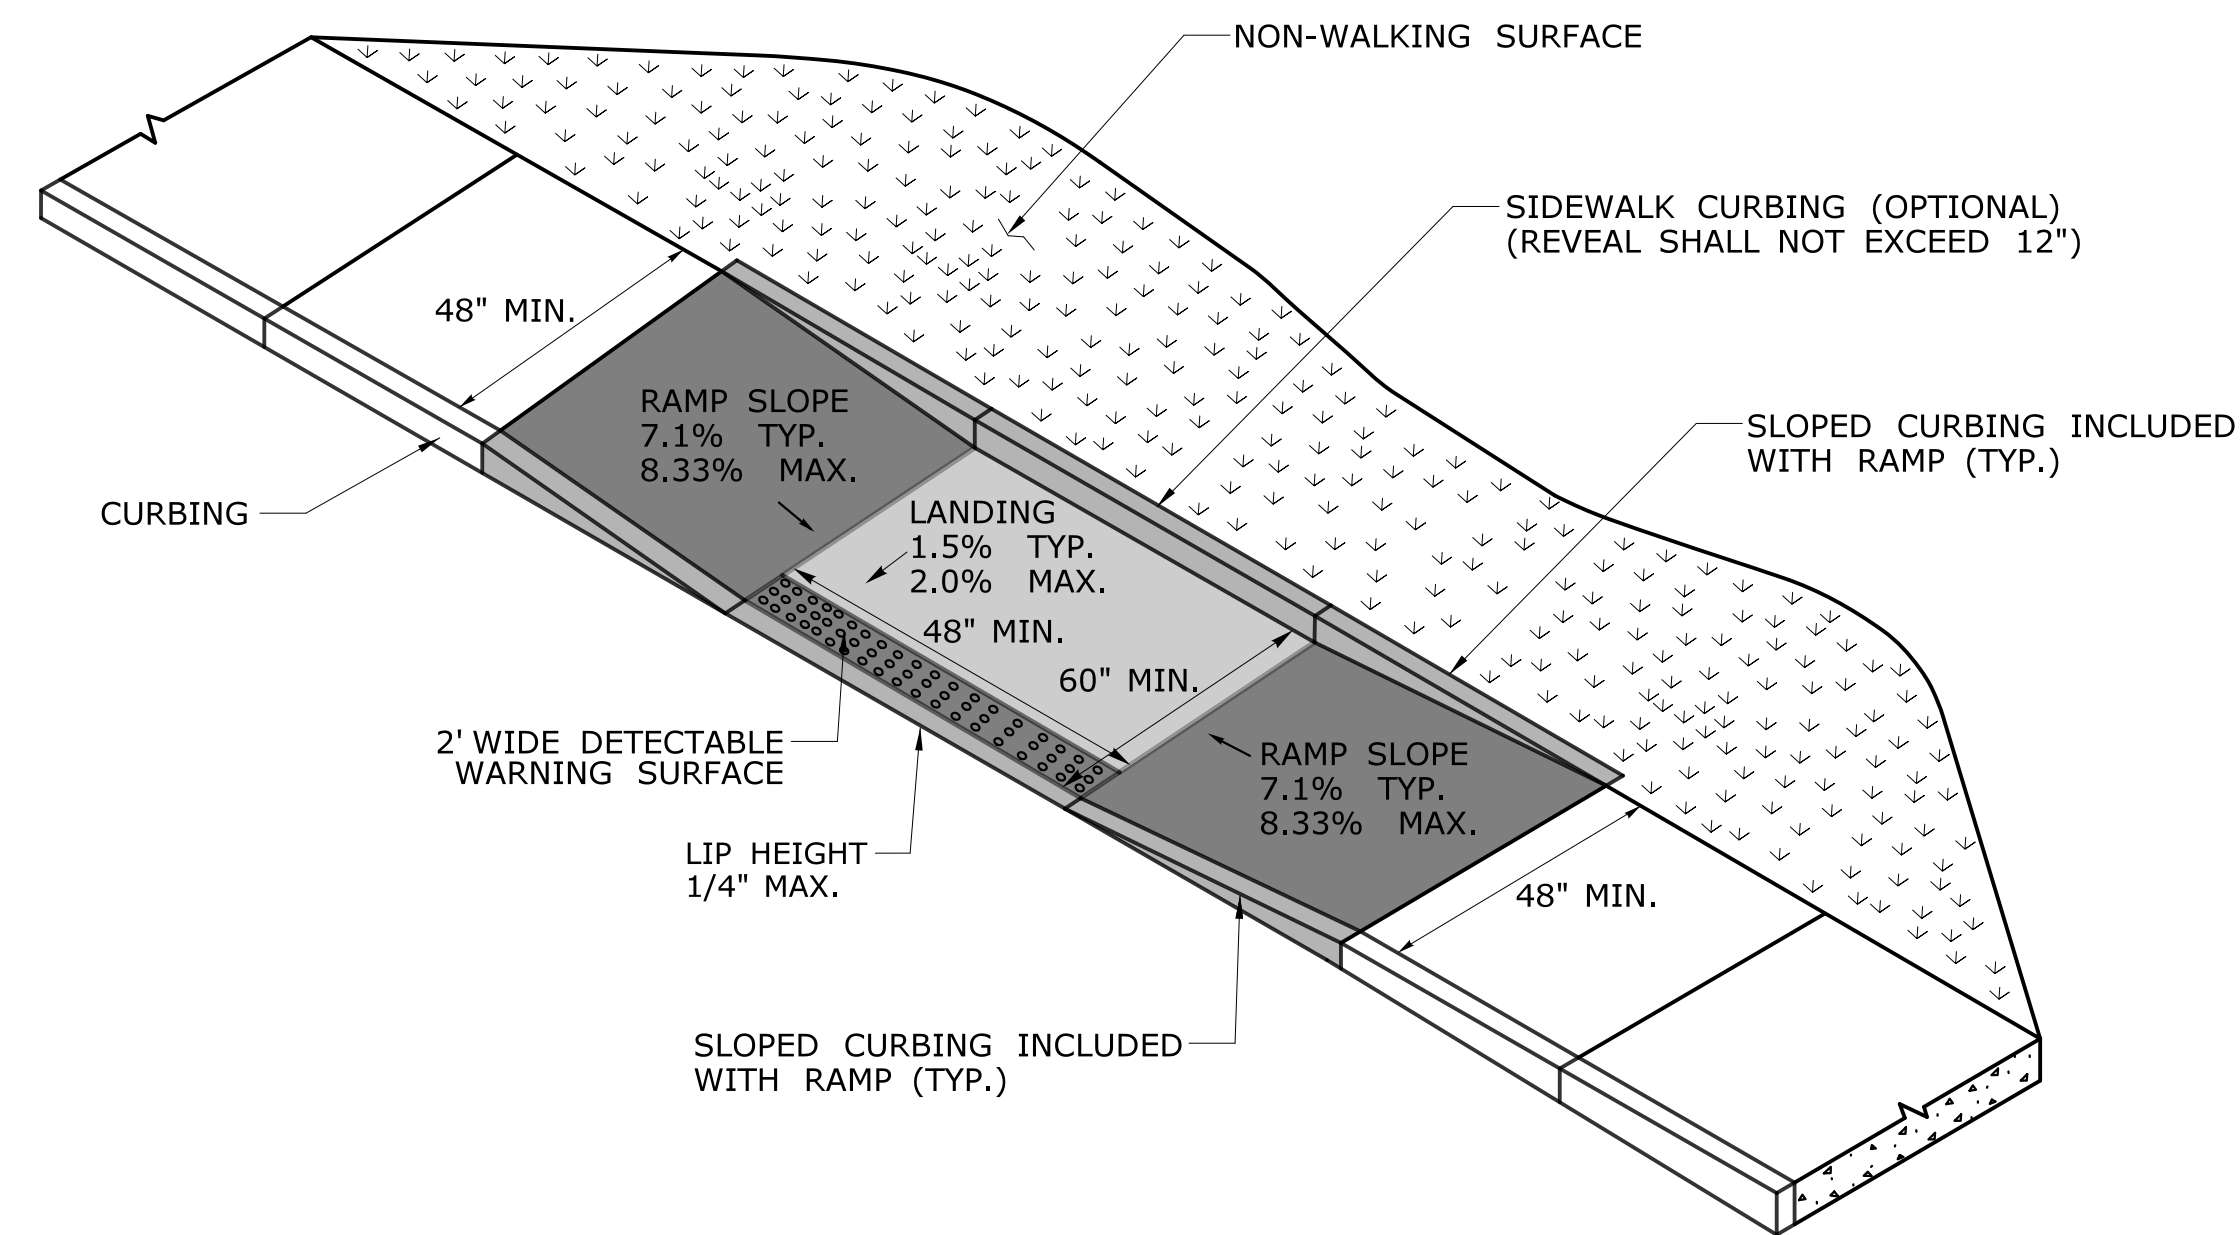 NON-WALKING SURFACE
SIDEWALK CURBING (OPTIONAL)
(REVEAL SHALL NOT EXCEED 12")
48" MIN.
RAMP SLOPE
7.1% TYP.
8.33% MAX.
SLOPED CURBING INCLUDED
WITH RAMP (TYP.)
CURBING
LANDING
1.5% TYP.
2.0% MAX.
48" MIN.
60" MIN.
2' WIDE DETECTABLE
WARNING SURFACE
RAMP SLOPE
7.1% TYP.
8.33% MAX.
LIP HEIGHT
1/4" MAX.
48" MIN.
SLOPED CURBING INCLUDED
WITH RAMP (TYP.)